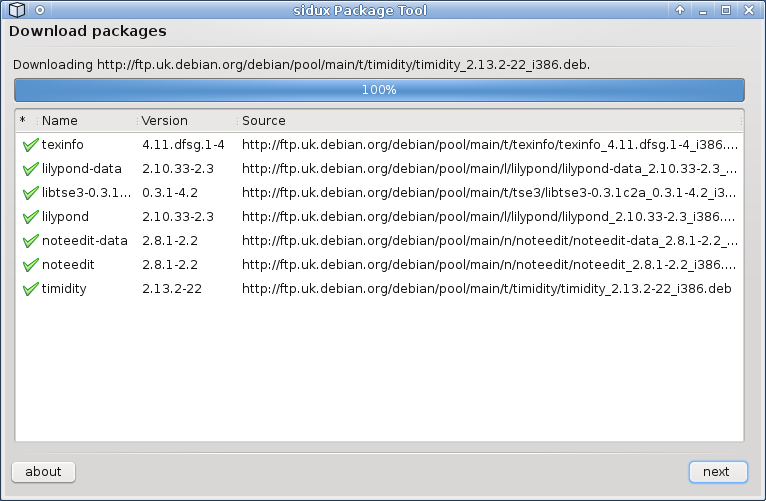 sidux Package Tool
Download packages
Downloading http://ftp.uk.debian.org/debian/pool/main/t/timidity/timidity_2.13.2-22_i386.deb.
100%
* Name Version Source
texinfo 4.11.dfsg.1-4 http://ftp.uk.debian.org/debian/pool/main/t/texinfo/texinfo_4.11.dfsg.1-4_i386....
lilypond-data 2.10.33-2.3 http://ftp.uk.debian.org/debian/pool/main/l/lilypond/lilypond-data_2.10.33-2.3_...
libtse3-0.3.1... 0.3.1-4.2 http://ftp.uk.debian.org/debian/pool/main/t/tse3/libtse3-0.3.1c2a_0.3.1-4.2_i3...
lilypond 2.10.33-2.3 http://ftp.uk.debian.org/debian/pool/main/l/lilypond/lilypond_2.10.33-2.3_i386....
noteedit-data 2.8.1-2.2 http://ftp.uk.debian.org/debian/pool/main/n/noteedit/noteedit-data_2.8.1-2.2_...
noteedit 2.8.1-2.2 http://ftp.uk.debian.org/debian/pool/main/n/noteedit/noteedit_2.8.1-2.2_i386....
timidity 2.13.2-22 http://ftp.uk.debian.org/debian/pool/main/t/timidity/timidity_2.13.2-22_i386.deb
about next